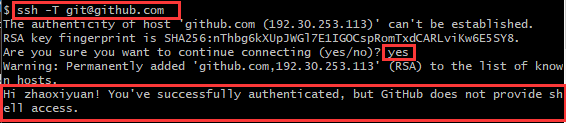 $ ssh -T git@github.com
The authenticity of host 'github.com (192.30.253.113)' can't be established.
RSA key fingerprint is SHA256:nThbg6kXUpJWGl7E1IGOCspRomTxdCARLviKw6E5SY8.
Are you sure you want to continue connecting (yes/no)? yes
Warning: Permanently added 'github.com,192.30.253.113' (RSA) to the list of know
n hosts.
Hi zhaoxiyuan! You've successfully authenticated, but GitHub does not provide sh
ell access.